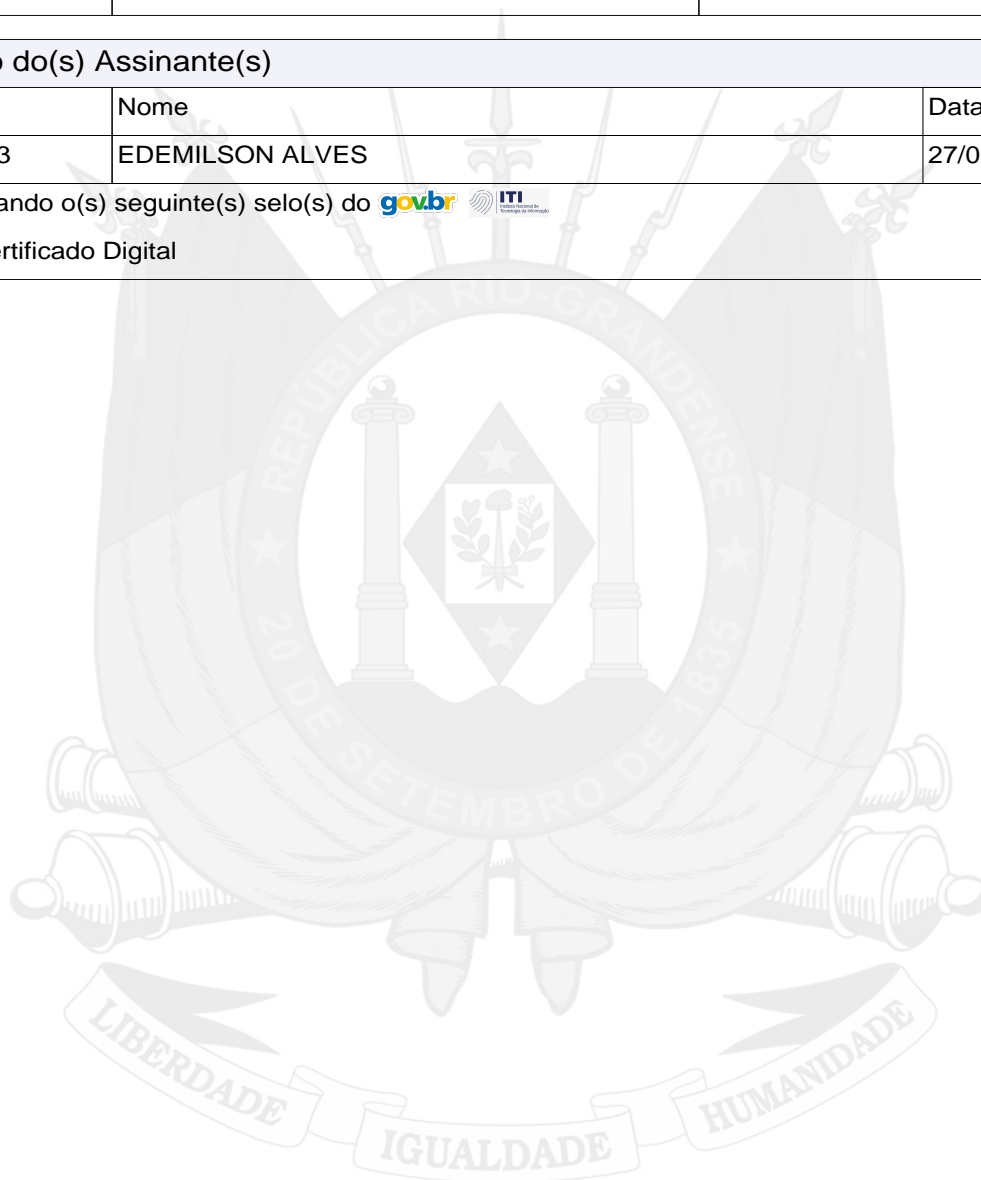 o do(s) Assinante(s)
Nome Data
3 EDEMILSON ALVES 27/0
ando o(s) seguinte(s) selo(s) do gov.br ITI
rtificado Digital
REPÚBLICA RIO-GRANDENSE
20 DE SETEMBRO DE 1835
LIBERDADE IGUALDADE HUMANIDADE